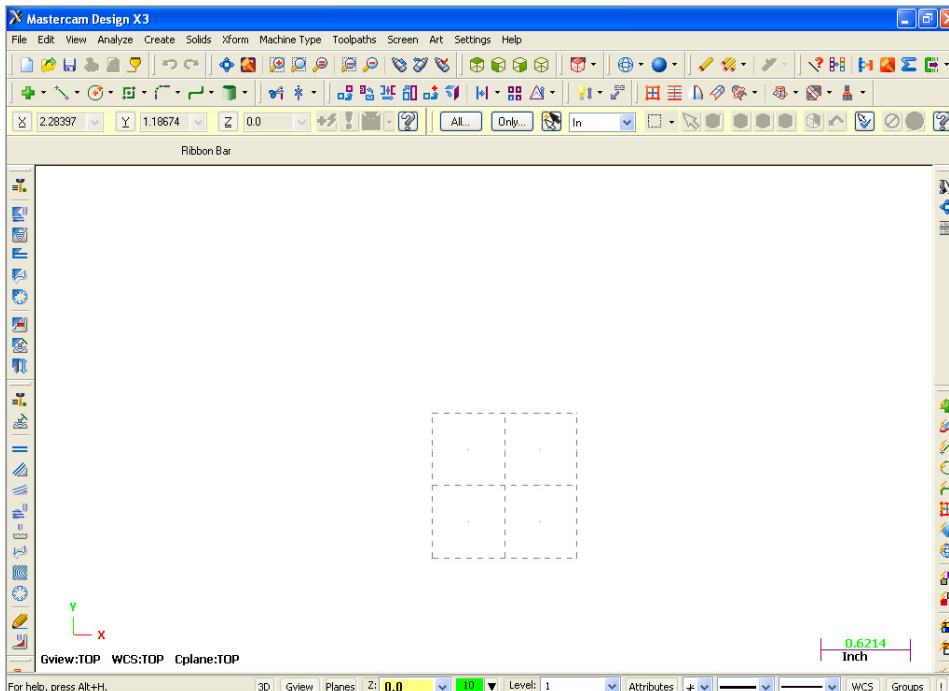 Mastercam Design X3
File Edit View Analyze Create Solids Xform Machine Type Toolpaths Screen Art Settings Help
X 2.28397 Y 1.18674 Z 0.0 All... Only... In
Ribbon Bar
Y
X
0.6214
Inch
Gview:TOP WCS:TOP Cplane:TOP
For help, press Alt+H. 3D Gview Planes Z: 0.0 10 Level: 1 Attributes WCS Groups